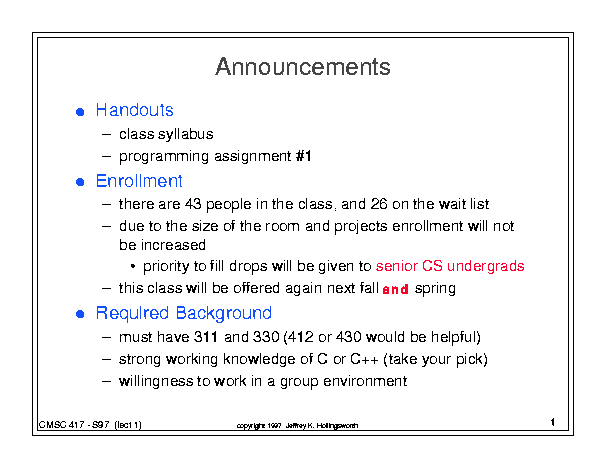 Announcements
● Handouts
– class syllabus
– programming assignment #1
● Enrollment
– there are 43 people in the class, and 26 on the wait list
– due to the size of the room and projects enrollment will not
be increased
• priority to fill drops will be given to senior CS undergrads
– this class will be offered again next fall and spring
● Required Background
– must have 311 and 330 (412 or 430 would be helpful)
– strong working knowledge of C or C++ (take your pick)
– willingness to work in a group environment
CMSC 417 - S97 (lect 1)
copyright 1997 Jeffrey K. Hollingsworth
1